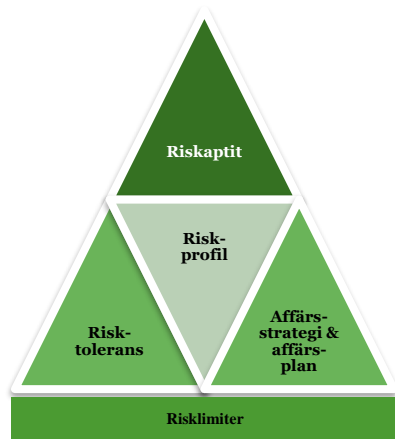 Riskaptit
Risk-
profil
Risk-
tolerans
Affärs-
strategi &
affärs-
plan
Risklimiter